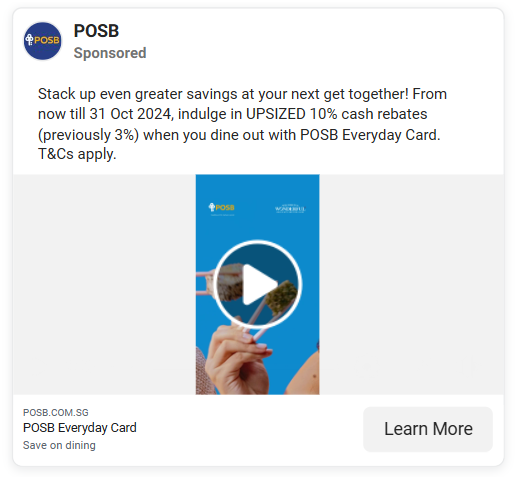 POSB
POSB
Sponsored
Stack up even greater savings at your next get together! From
now till 31 Oct 2024, indulge in UPSIZED 10% cash rebates
(previously 3%) when you dine out with POSB Everyday Card.
T&Cs apply.
POSB
WONDERFUL
POSB.COM.SG
POSB Everyday Card
Save on dining
Learn More